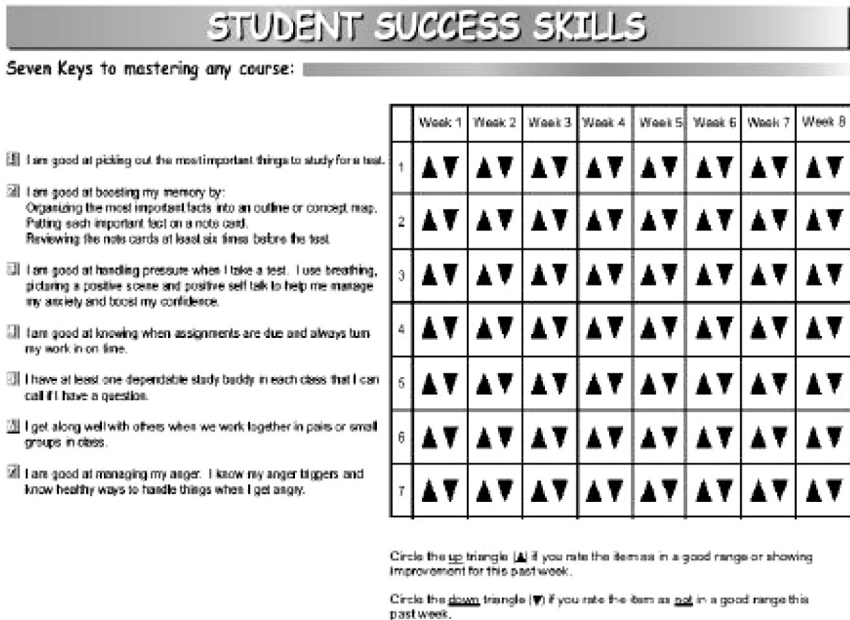 STUDENT SUCCESS SKILLS
Seven Keys to mastering any course:
I am good at picking out the most important things to study for a test.
I am good at boosting my memory by:
Organizing the most important facts into an outline or concept map.
Putting each important fact on a note card.
Reviewing the note cards at least six times before the test.
I am good at handling pressure when I take a test. I use breathing,
picturing a positive scene and positive self talk to help me manage
my anxiety and boost my confidence.
I am good at knowing when assignments are due and always turn
my work in on time.
I have at least one dependable study buddy in each class that I can
call if I have a question.
I get along well with others when we work together in pairs or small
groups in class.
I am good at managing my anger. I know my anger triggers and
know healthy ways to handle things when I get angry.
Week 1 Week 2 Week 3 Week 4 Week 5 Week 6 Week 7 Week 8
1
2
3
4
5
6
7
Circle the up triangle (▲) if you rate the item as in a good range or showing
improvement for this past week.
Circle the down triangle (▼) if you rate the item as not in a good range this
past week.